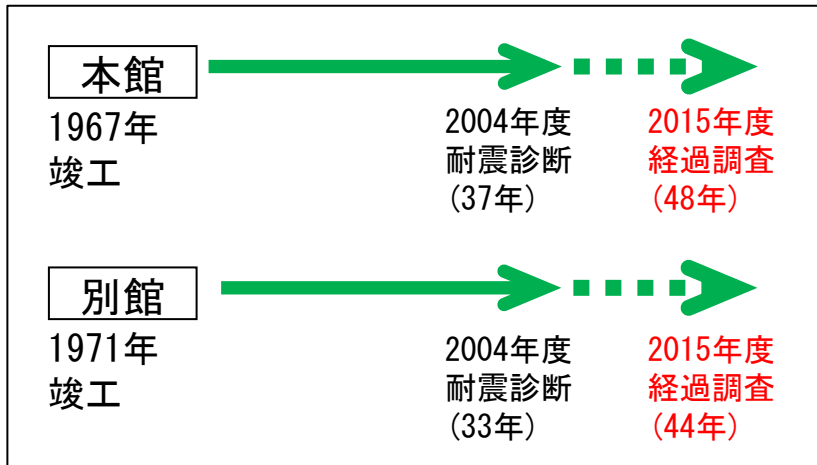 本館
1967年
竣工
2004年度
耐震診断
(37年)
2015年度
経過調査
(48年)
別館
1971年
竣工
2004年度
耐震診断
(33年)
2015年度
経過調査
(44年)